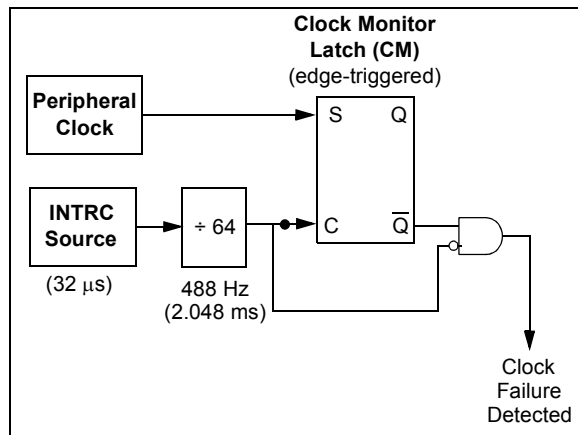 Clock Monitor
Latch (CM)
(edge-triggered)
Peripheral
Clock
S Q
INTRC
Source
(32 μs)
÷ 64
488 Hz
(2.048 ms)
C Q̅
Clock
Failure
Detected